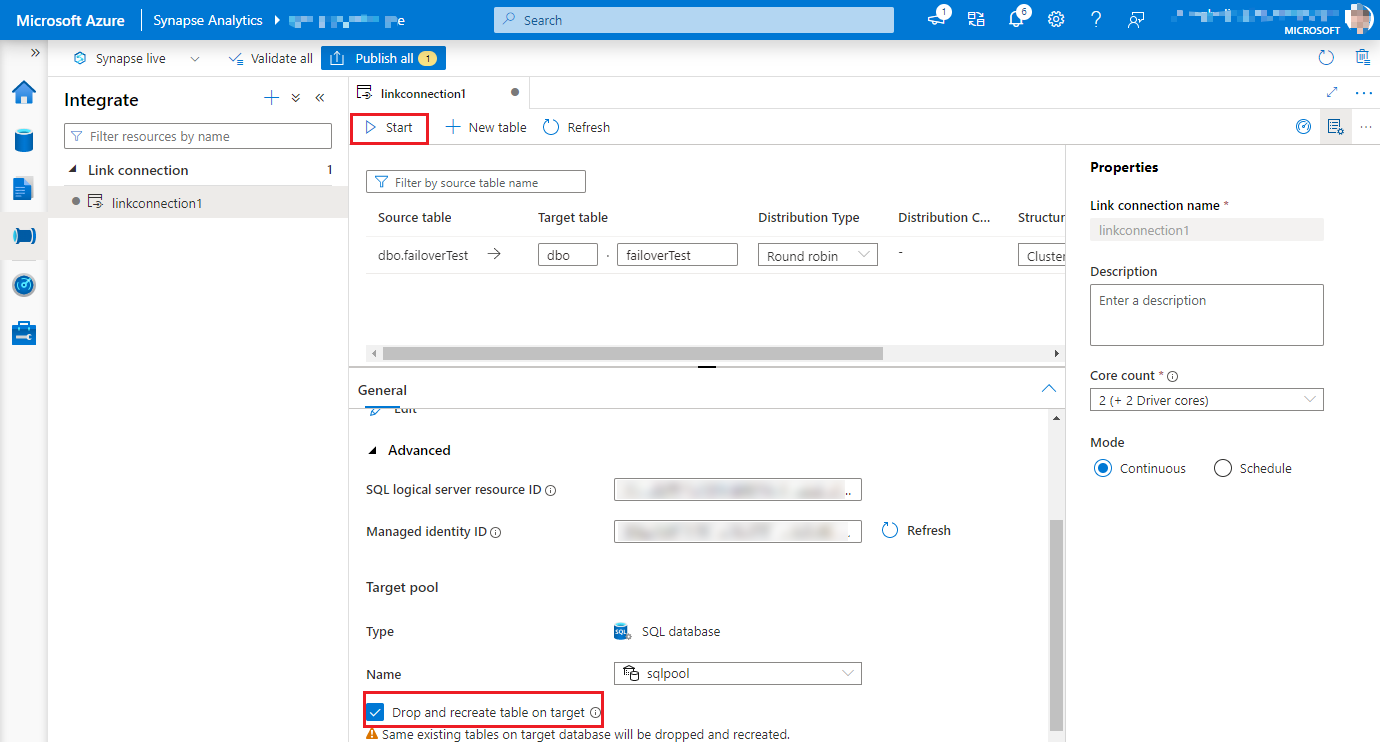 Microsoft Azure
Synapse Analytics
Search
1
6
MICROSOFT
Synapse live
Validate all
Publish all 1
Integrate
Filter resources by name
Link connection 1
linkconnection1
linkconnection1
Start
New table
Refresh
Filter by source table name
Source table Target table Distribution Type Distribution C... Structur
dbo.failoverTest → dbo . failoverTest Round robin - Cluster
General
Edit
Advanced
SQL logical server resource ID ..
Managed identity ID . Refresh
Target pool
Type SQL SQL database
Name sqlpool
Drop and recreate table on target
Same existing tables on target database will be dropped and recreated.
Properties
Link connection name *
linkconnection1
Description
Enter a description
Core count *
2 (+ 2 Driver cores)
Mode
Continuous Schedule